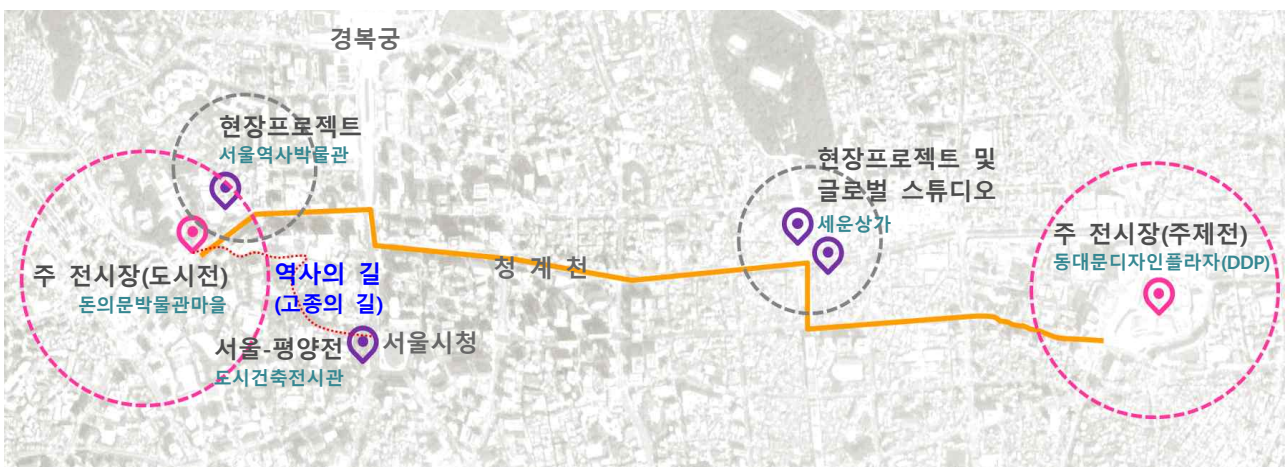 경복궁
현장프로젝트
서울역사박물관
현장프로젝트 및
글로벌 스튜디오
세운상가
주 전시장(주제전)
동대문디자인플라자(DDP)
주 전시장(도시전)
돈의문박물관마을
역사의 길
(고종의 길)
청계천
서울-평양전
도시건축전시관
서울시청